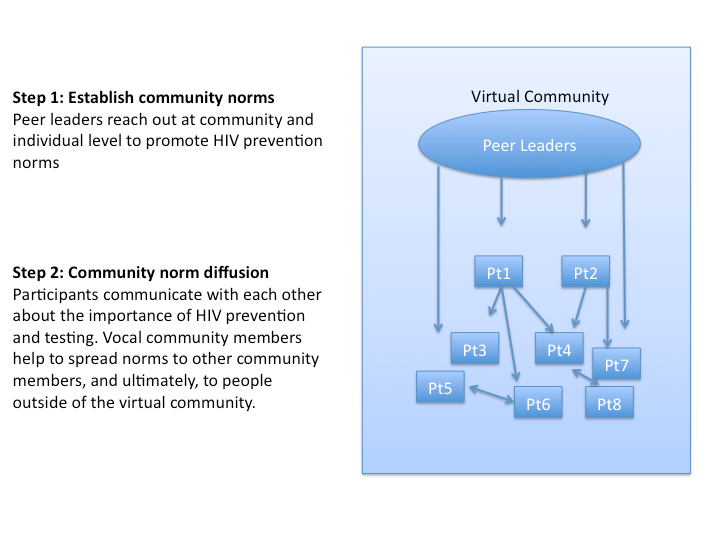 Step 1: Establish community norms
Peer leaders reach out at community and
individual level to promote HIV prevention
norms
Step 2: Community norm diffusion
Participants communicate with each other
about the importance of HIV prevention
and testing. Vocal community members
help to spread norms to other community
members, and ultimately, to people
outside of the virtual community.
Virtual Community
Peer Leaders
Pt1
Pt2
Pt3
Pt4
Pt7
Pt5
Pt6
Pt8